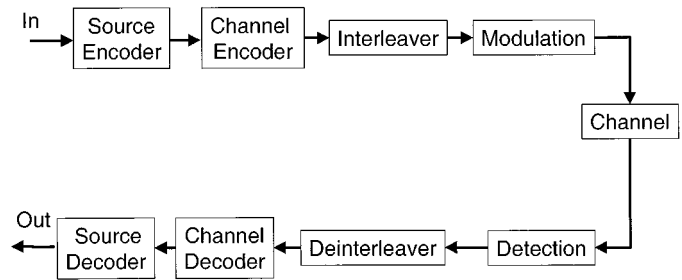 In
Source
Encoder
Channel
Encoder
Interleaver
Modulation
Channel
Out
Source
Decoder
Channel
Decoder
Deinterleaver
Detection